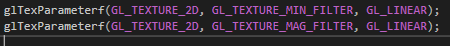 glTexParameterf(GL_TEXTURE_2D, GL_TEXTURE_MIN_FILTER, GL_LINEAR);
glTexParameterf(GL_TEXTURE_2D, GL_TEXTURE_MAG_FILTER, GL_LINEAR);